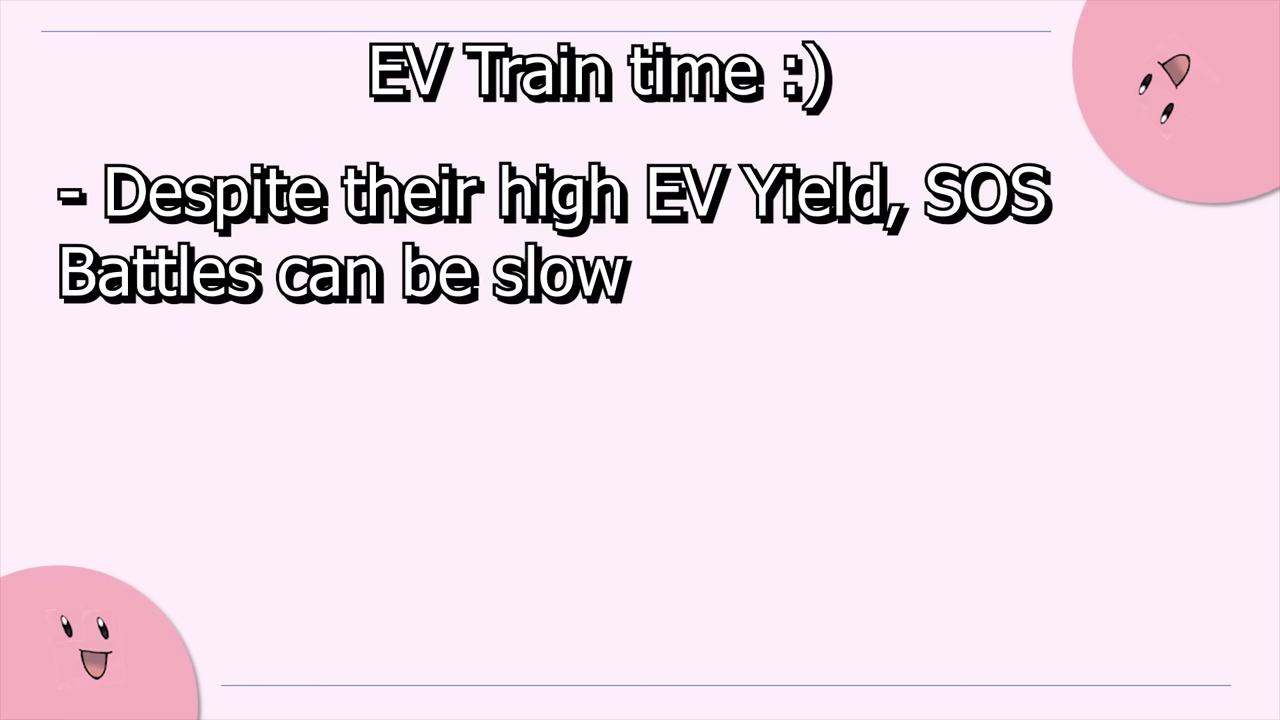 EV Train time :)
- Despite their high EV Yield, SOS
Battles can be slow